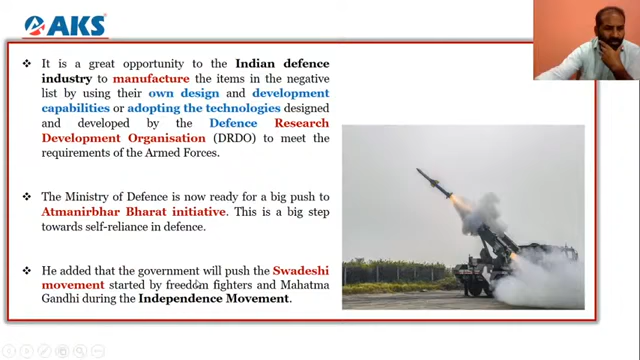 AKS
❖ It is a great opportunity to the Indian defence
industry to manufacture the items in the negative
list by using their own design and development
capabilities or adopting the technologies designed
and developed by the Defence Research
Development Organisation (DRDO) to meet the
requirements of the Armed Forces.
❖ The Ministry of Defence is now ready for a big push to
Atmanirbhar Bharat initiative. This is a big step
towards self-reliance in defence.
❖ He added that the government will push the Swadeshi
movement started by freedom fighters and Mahatma
Gandhi during the Independence Movement.